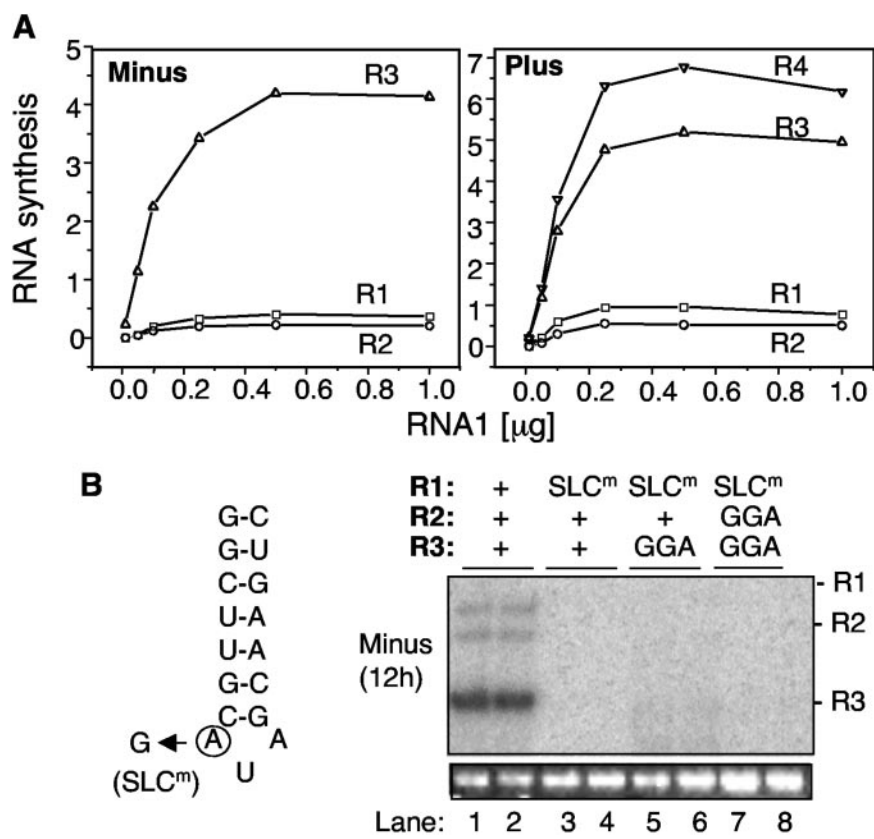 A
Minus
Plus
R3
R1
R2
R4
R3
R1
R2
RNA synthesis
5
4
3
2
1
0
7
6
5
4
3
2
1
0
0.0 0.2 0.4 0.6 0.8 1.0
0.0 0.2 0.4 0.6 0.8 1.0
RNA1 [µg]
B
G-C
G-U
C-G
U-A
U-A
G-C
C G
G ← A A
(SLCᵐ) U
R1: + SLCᵐ SLCᵐ SLCᵐ
R2: + + + GGA
R3: + + GGA GGA
Minus
(12h)
- R1
- R2
- R3
Lane: 1 2 3 4 5 6 7 8